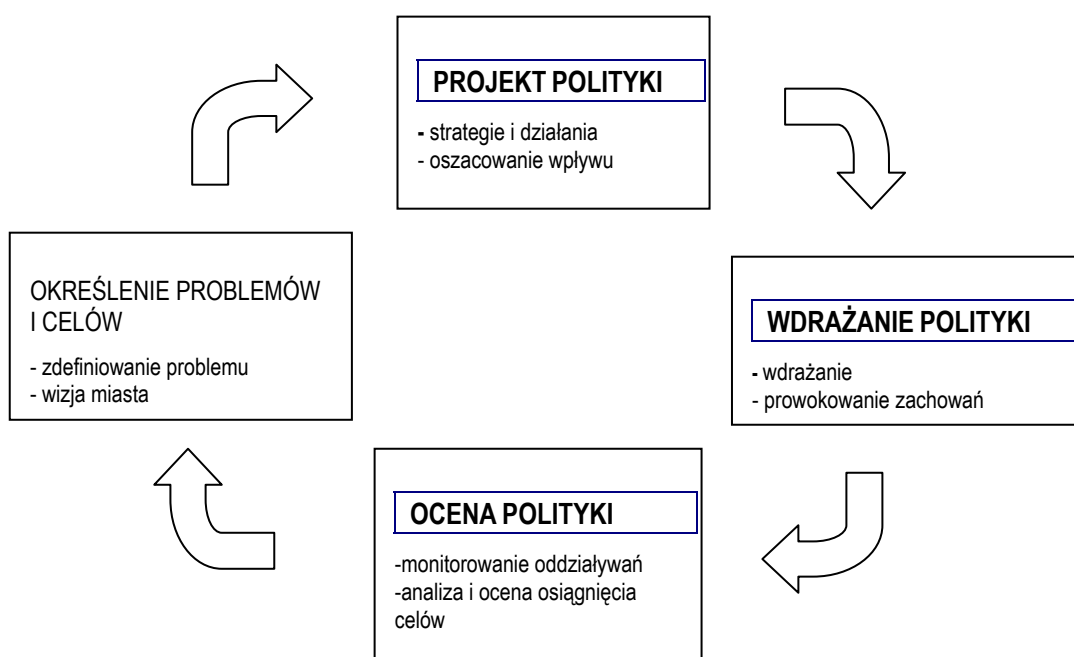 PROJEKT POLITYKI
- strategie i działania
- oszacowanie wpływu
OKREŚLENIE PROBLEMÓW
I CELÓW
- zdefiniowanie problemu
- wizja miasta
WDRAŻANIE POLITYKI
- wdrażanie
- prowokowanie zachowań
OCENA POLITYKI
-monitorowanie oddziaływań
-analiza i ocena osiągnięcia
celów